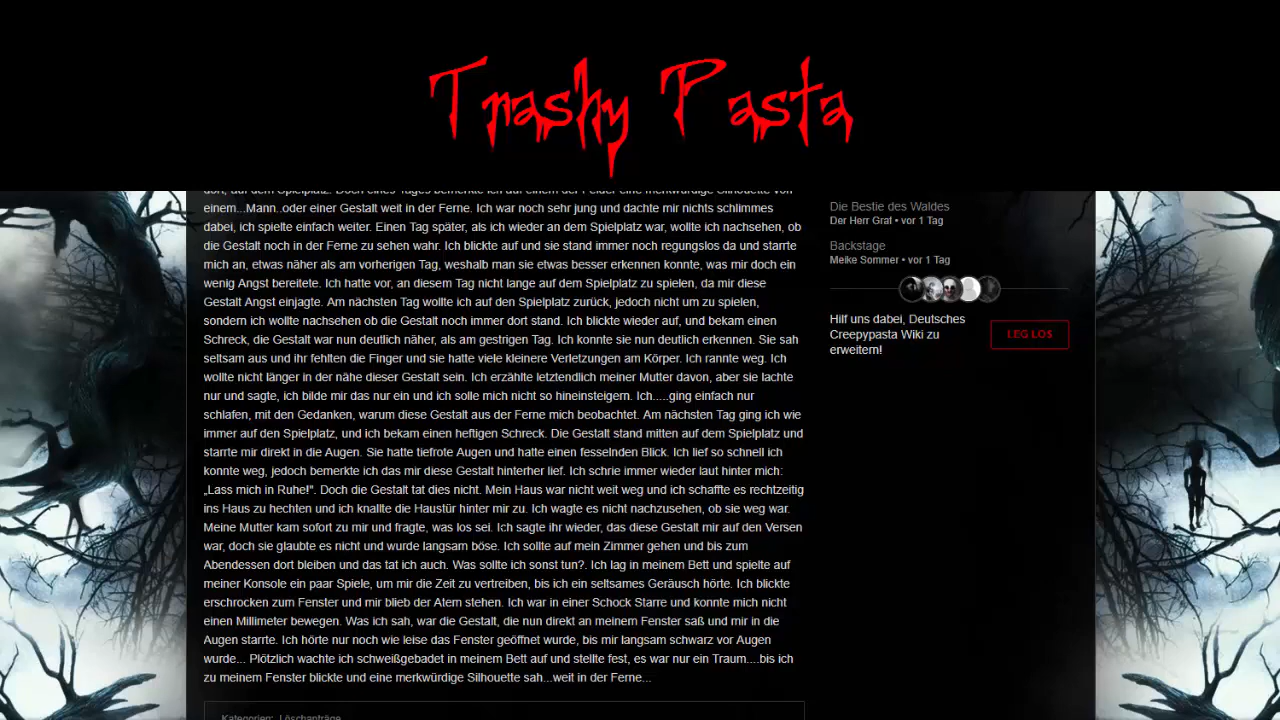 Trashy Pasta
dort, auf dem Spielplatz. Doch eines Tages bemerkte ich auf einem der Felder eine merkwürdige Silhouette von
einem...Mann..oder einer Gestalt weit in der Ferne. Ich war noch sehr jung und dachte mir nichts schlimmes
dabei, ich spielte einfach weiter. Einen Tag später, als ich wieder an dem Spielplatz war, wollte ich nachsehen, ob
die Gestalt noch in der Ferne zu sehen wahr. Ich blickte auf und sie stand immer noch regungslos da und starrte
mich an, etwas näher als am vorherigen Tag, weshalb man sie etwas besser erkennen konnte, was mir doch ein
wenig Angst bereitete. Ich hatte vor, an diesem Tag nicht lange auf dem Spielplatz zu spielen, da mir diese
Gestalt Angst einjagte. Am nächsten Tag wollte ich auf den Spielplatz zurück, jedoch nicht um zu spielen,
sondern ich wollte nachsehen ob die Gestalt noch immer dort stand. Ich blickte wieder auf, und bekam einen
Schreck, die Gestalt war nun deutlich näher, als am gestrigen Tag. Ich konnte sie nun deutlich erkennen. Sie sah
seltsam aus und ihr fehlten die Finger und sie hatte viele kleinere Verletzungen am Körper. Ich rannte weg. Ich
wollte nicht länger in der nähe dieser Gestalt sein. Ich erzählte letztendlich meiner Mutter davon, aber sie lachte
nur und sagte, ich bilde mir das nur ein und ich solle mich nicht so hineinsteigern. Ich.....ging einfach nur
schlafen, mit den Gedanken, warum diese Gestalt aus der Ferne mich beobachtet. Am nächsten Tag ging ich wie
immer auf den Spielplatz, und ich bekam einen heftigen Schreck. Die Gestalt stand mitten auf dem Spielplatz und
starrte mir direkt in die Augen. Sie hatte tiefrote Augen und hatte einen fesselnden Blick. Ich lief so schnell ich
konnte weg, jedoch bemerkte ich das mir diese Gestalt hinterher lief. Ich schrie immer wieder laut hinter mich:
„Lass mich in Ruhe!". Doch die Gestalt tat dies nicht. Mein Haus war nicht weit weg und ich schaffte es rechtzeitig
ins Haus zu hechten und ich knallte die Haustür hinter mir zu. Ich wagte es nicht nachzusehen, ob sie weg war.
Meine Mutter kam sofort zu mir und fragte, was los sei. Ich sagte ihr wieder, das diese Gestalt mir auf den Versen
war, doch sie glaubte es nicht und wurde langsam böse. Ich sollte auf mein Zimmer gehen und bis zum
Abendessen dort bleiben und das tat ich auch. Was sollte ich sonst tun?. Ich lag in meinem Bett und spielte auf
meiner Konsole ein paar Spiele, um mir die Zeit zu vertreiben, bis ich ein seltsames Geräusch hörte. Ich blickte
erschrocken zum Fenster und mir blieb der Atem stehen. Ich war in einer Schock Starre und konnte mich nicht
einen Millimeter bewegen. Was ich sah, war die Gestalt, die nun direkt an meinem Fenster saß und mir in die
Augen starrte. Ich hörte nur noch wie leise das Fenster geöffnet wurde, bis mir langsam schwarz vor Augen
wurde... Plötzlich wachte ich schweißgebadet in meinem Bett auf und stellte fest, es war nur ein Traum....bis ich
zu meinem Fenster blickte und eine merkwürdige Silhouette sah...weit in der Ferne...
Kategorien: Löschanträge
Die Bestie des Waldes
Der Herr Graf • vor 1 Tag
Backstage
Meike Sommer • vor 1 Tag
Hilf uns dabei, Deutsches
Creepypasta Wiki zu
erweitern!
LEG LOS